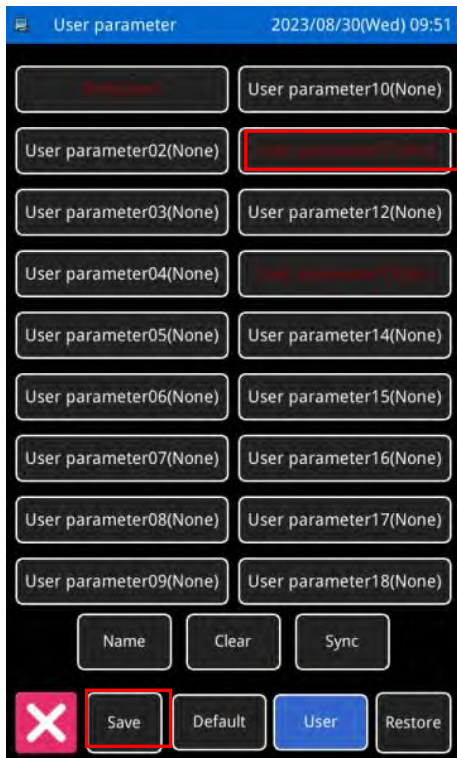 User parameter 2023/08/30(Wed) 09:51
User parameter10(None)
User parameter02(None)
User parameter03(None) User parameter12(None)
User parameter04(None)
User parameter05(None) User parameter14(None)
User parameter06(None) User parameter15(None)
User parameter07(None) User parameter16(None)
User parameter08(None) User parameter17(None)
User parameter09(None) User parameter18(None)
Name Clear Sync
Save Default User Restore